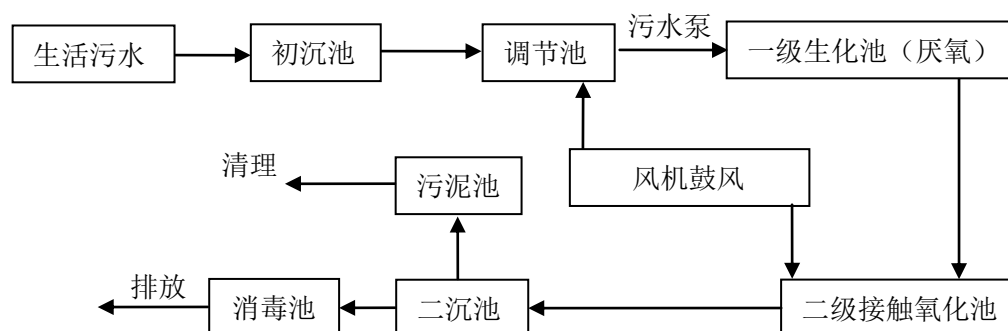 生活污水
初沉池
调节池
污水泵
一级生化池（厌氧）
清理
污泥池
风机鼓风
排放
消毒池
二沉池
二级接触氧化池